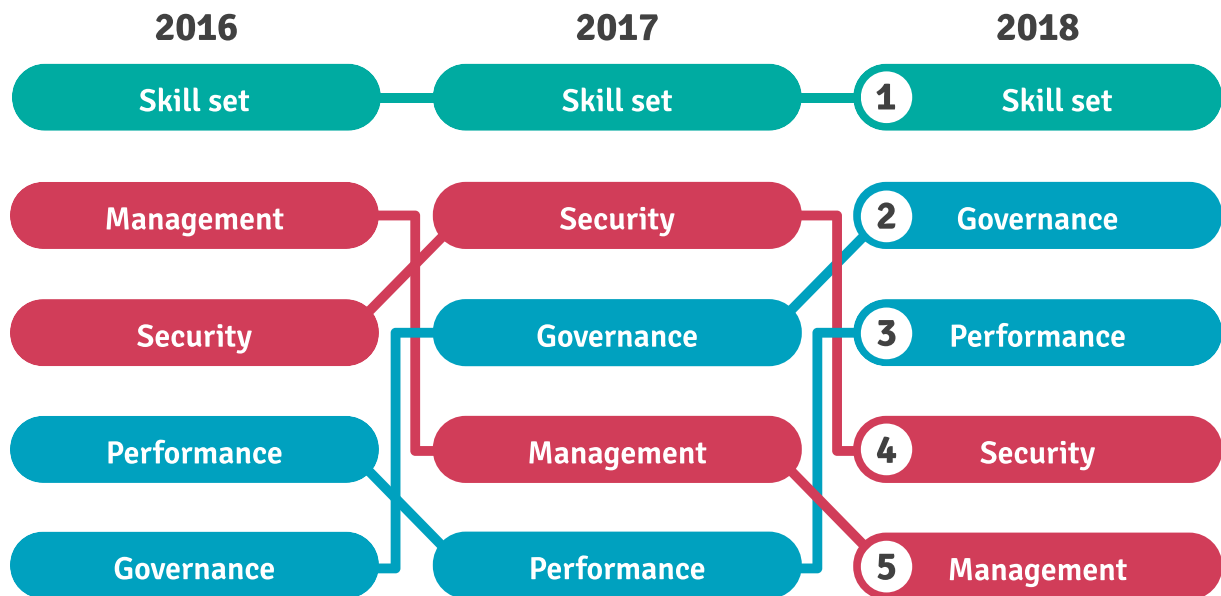 2016 2017 2018
Skill set Skill set 1 Skill set
Management Security 2 Governance
Security Governance 3 Performance
Performance Management 4 Security
Governance Performance 5 Management